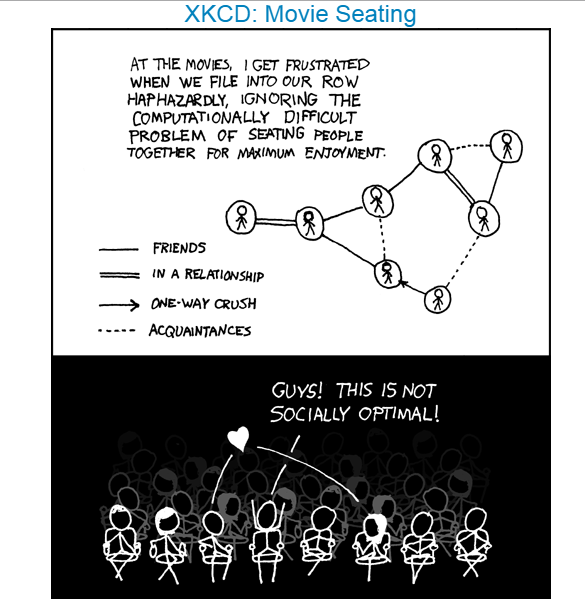 XKCD: Movie Seating
AT THE MOVIES, I GET FRUSTRATED
WHEN WE FILE INTO OUR ROW
HAPHAZARDLY, IGNORING THE
COMPUTATIONALLY DIFFICULT
PROBLEM OF SEATING PEOPLE
TOGETHER FOR MAXIMUM ENJOYMENT.
FRIENDS
IN A RELATIONSHIP
ONE-WAY CRUSH
ACQUAINTANCES
GUYS! THIS IS NOT
SOCIALLY OPTIMAL!